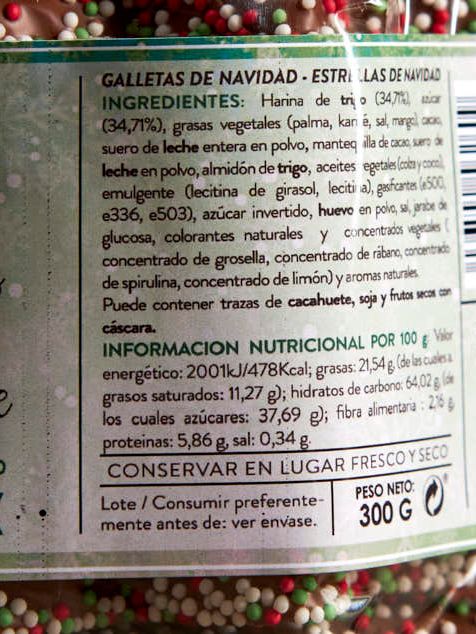 GALLETAS DE NAVIDAD - ESTRELLAS DE NAVIDAD
INGREDIENTES: Harina de trigo (34,71%), azúcar
(34,71%), grasas vegetales (palma, karité, sal, mango), cacao,
suero de leche entera en polvo, mantequilla de cacao, suero de
leche en polvo, almidón de trigo, aceites vegetales (colza y coco),
emulgente (lecitina de girasol, lecitina), gasificantes (e500,
e336, e503), azúcar invertido, huevo en polvo, sal, jarabe de
glucosa, colorantes naturales y concentrados vegetales (
concentrado de grosella, concentrado de rábano, concentrado
de spirulina, concentrado de limón) y aromas naturales.
Puede contener trazas de cacahuete, soja y frutos secos con
cáscara.
INFORMACION NUTRICIONAL POR 100 g: Valor
energético: 2001kJ/478Kcal; grasas: 21,54 g, (de las cuales a
grasos saturados: 11,27 g); hidratos de carbono: 64,02 g, (de
los cuales azúcares: 37,69 g); fibra alimentaria: 2,16 g,
proteinas: 5,86 g, sal: 0,34 g.
CONSERVAR EN LUGAR FRESCO Y SECO
Lote / Consumir preferente-
mente antes de: ver envase.
PESO NETO:
300 G